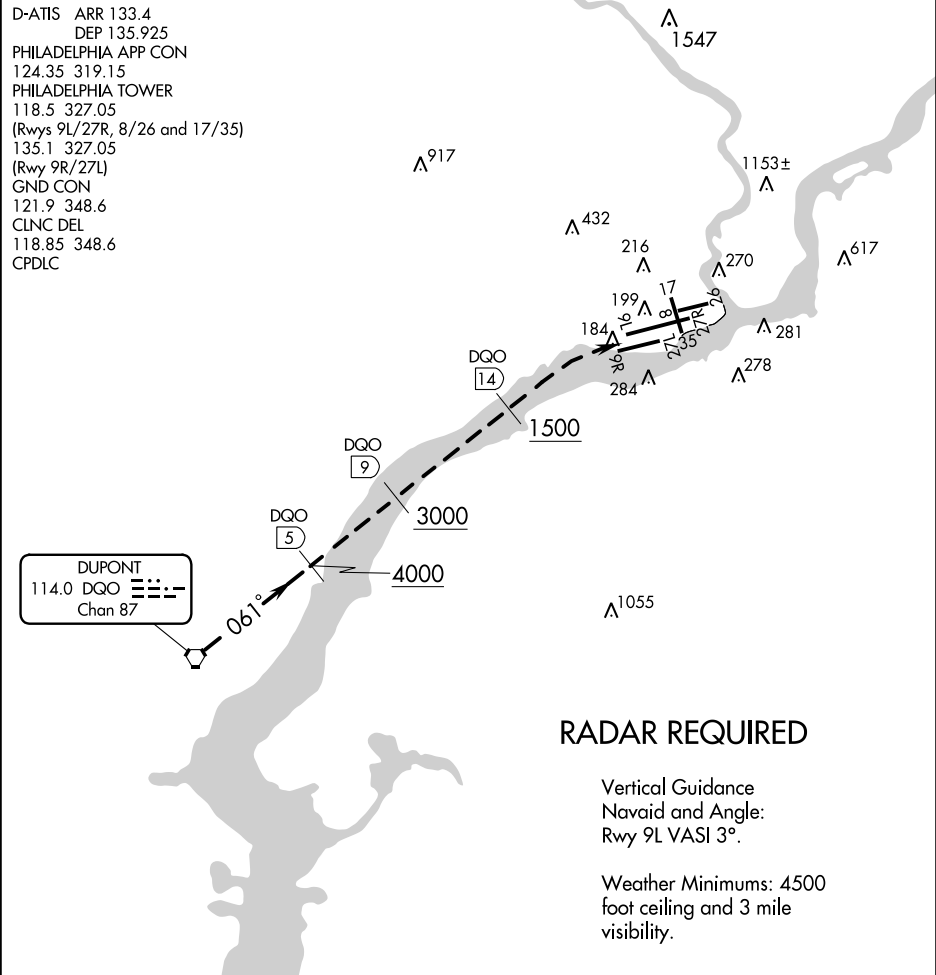 D-ATIS ARR 133.4
DEP 135.925
PHILADELPHIA APP CON
124.35 319.15
PHILADELPHIA TOWER
118.5 327.05
(Rwys 9L/27R, 8/26 and 17/35)
135.1 327.05
(Rwy 9R/27L)
GND CON
121.9 348.6
CLNC DEL
118.85 348.6
CPDLC
1547
917
1153±
432
216
270
617
199
17
26
8
9L
27R
184
281
35
27L
9R
278
284
DQO
14
1500
DQO
9
3000
DQO
5
4000
DUPONT
114.0 DQO
Chan 87
061°
1055
RADAR REQUIRED
Vertical Guidance
Navaid and Angle:
Rwy 9L VASI 3°.
Weather Minimums: 4500
foot ceiling and 3 mile
visibility.